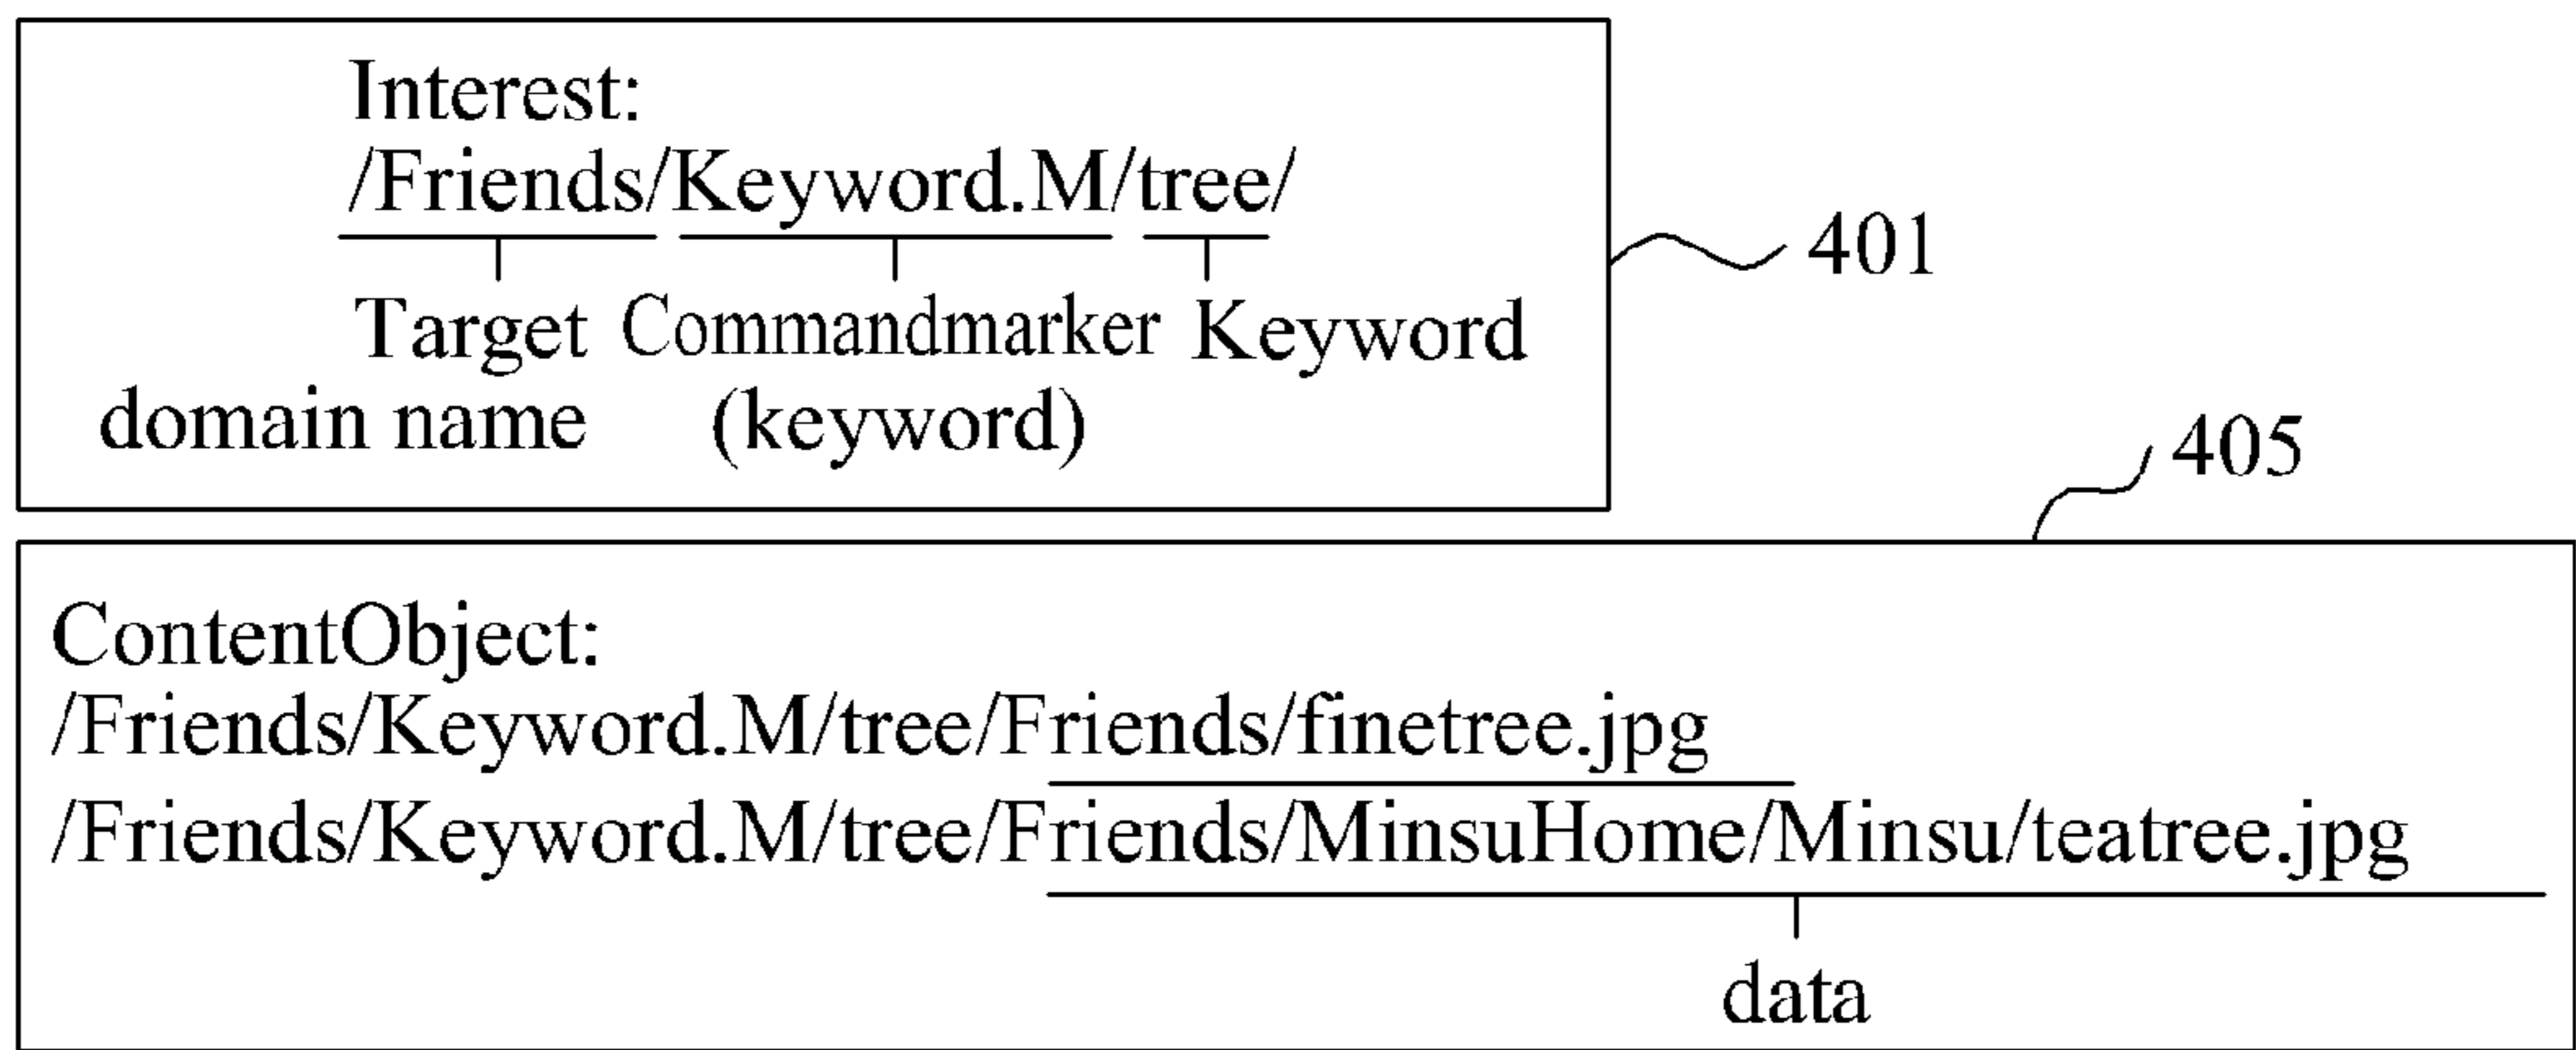 Interest:
/Friends/Keyword.M/tree/
401
Target Commandmarker Keyword
domain name (keyword)
405
ContentObject:
/Friends/Keyword.M/tree/Friends/finetree.jpg
/Friends/Keyword.M/tree/Friends/MinsuHome/Minsu/teatree.jpg
data